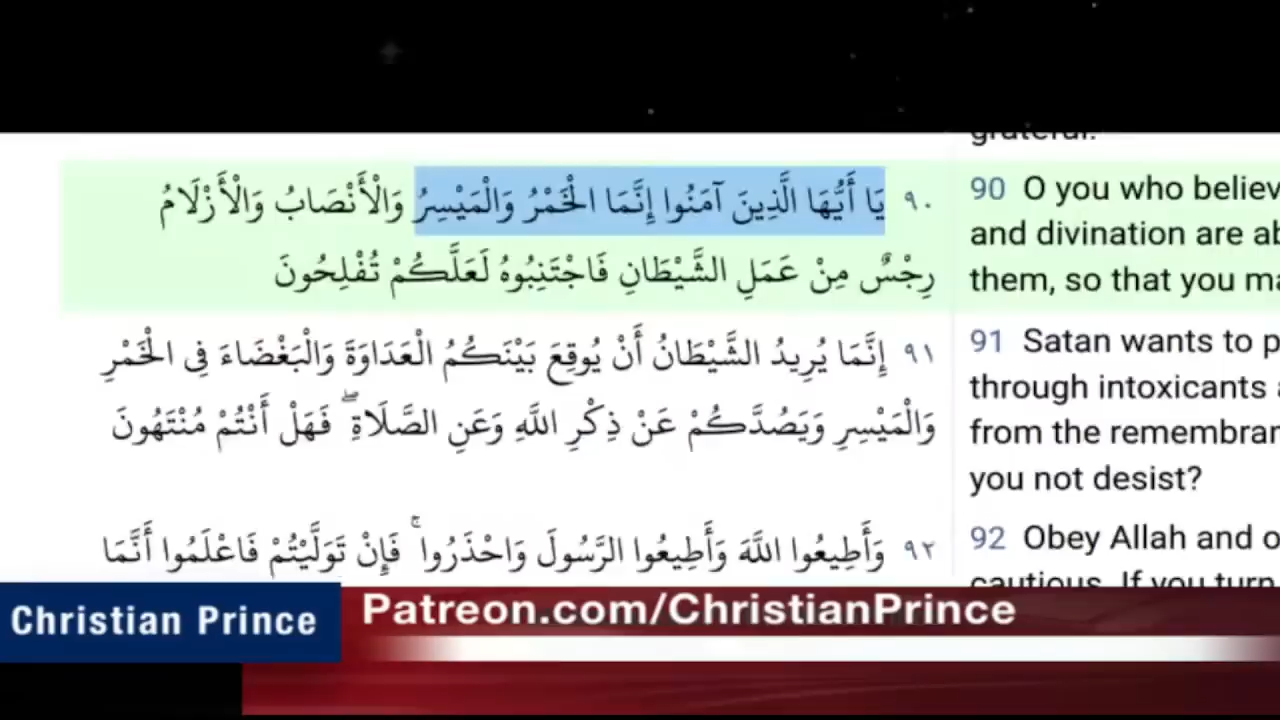 grateful.
٩٠ يَا أَيُّهَا الَّذِينَ آمَنُوا إِنَّمَا الْخَمْرُ وَالْمَيْسِرُ وَالْأَنْصَابُ وَالْأَزْلَامُ
رِجْسٌ مِنْ عَمَلِ الشَّيْطَانِ فَاجْتَنِبُوهُ لَعَلَّكُمْ تُفْلِحُونَ
90 O you who believ
and divination are ab
them, so that you ma
٩١ إِنَّمَا يُرِيدُ الشَّيْطَانُ أَنْ يُوقِعَ بَيْنَكُمُ الْعَدَاوَةَ وَالْبَغْضَاءَ فِي الْخَمْرِ
وَالْمَيْسِرِ وَيَصُدَّكُمْ عَنْ ذِكْرِ اللَّهِ وَعَنِ الصَّلَاةِ ۖ فَهَلْ أَنْتُمْ مُنْتَهُونَ
91 Satan wants to p
through intoxicants a
from the remembran
you not desist?
٩٢ وَأَطِيعُوا اللَّهَ وَأَطِيعُوا الرَّسُولَ وَاحْذَرُوا ۚ فَإِنْ تَوَلَّيْتُمْ فَاعْلَمُوا أَنَّمَا
92 Obey Allah and o
cautious. If you turn
Christian Prince
Patreon.com/ChristianPrince